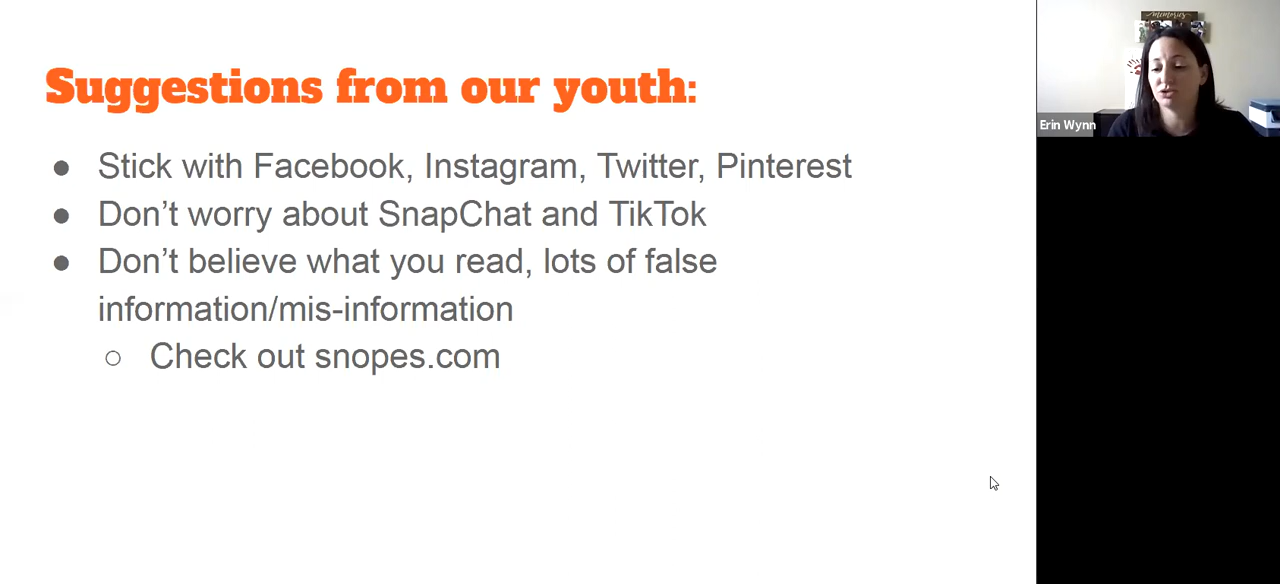 Suggestions from our youth:
● Stick with Facebook, Instagram, Twitter, Pinterest
● Don't worry about SnapChat and TikTok
● Don't believe what you read, lots of false
information/mis-information
○ Check out snopes.com
memories
Erin Wynn